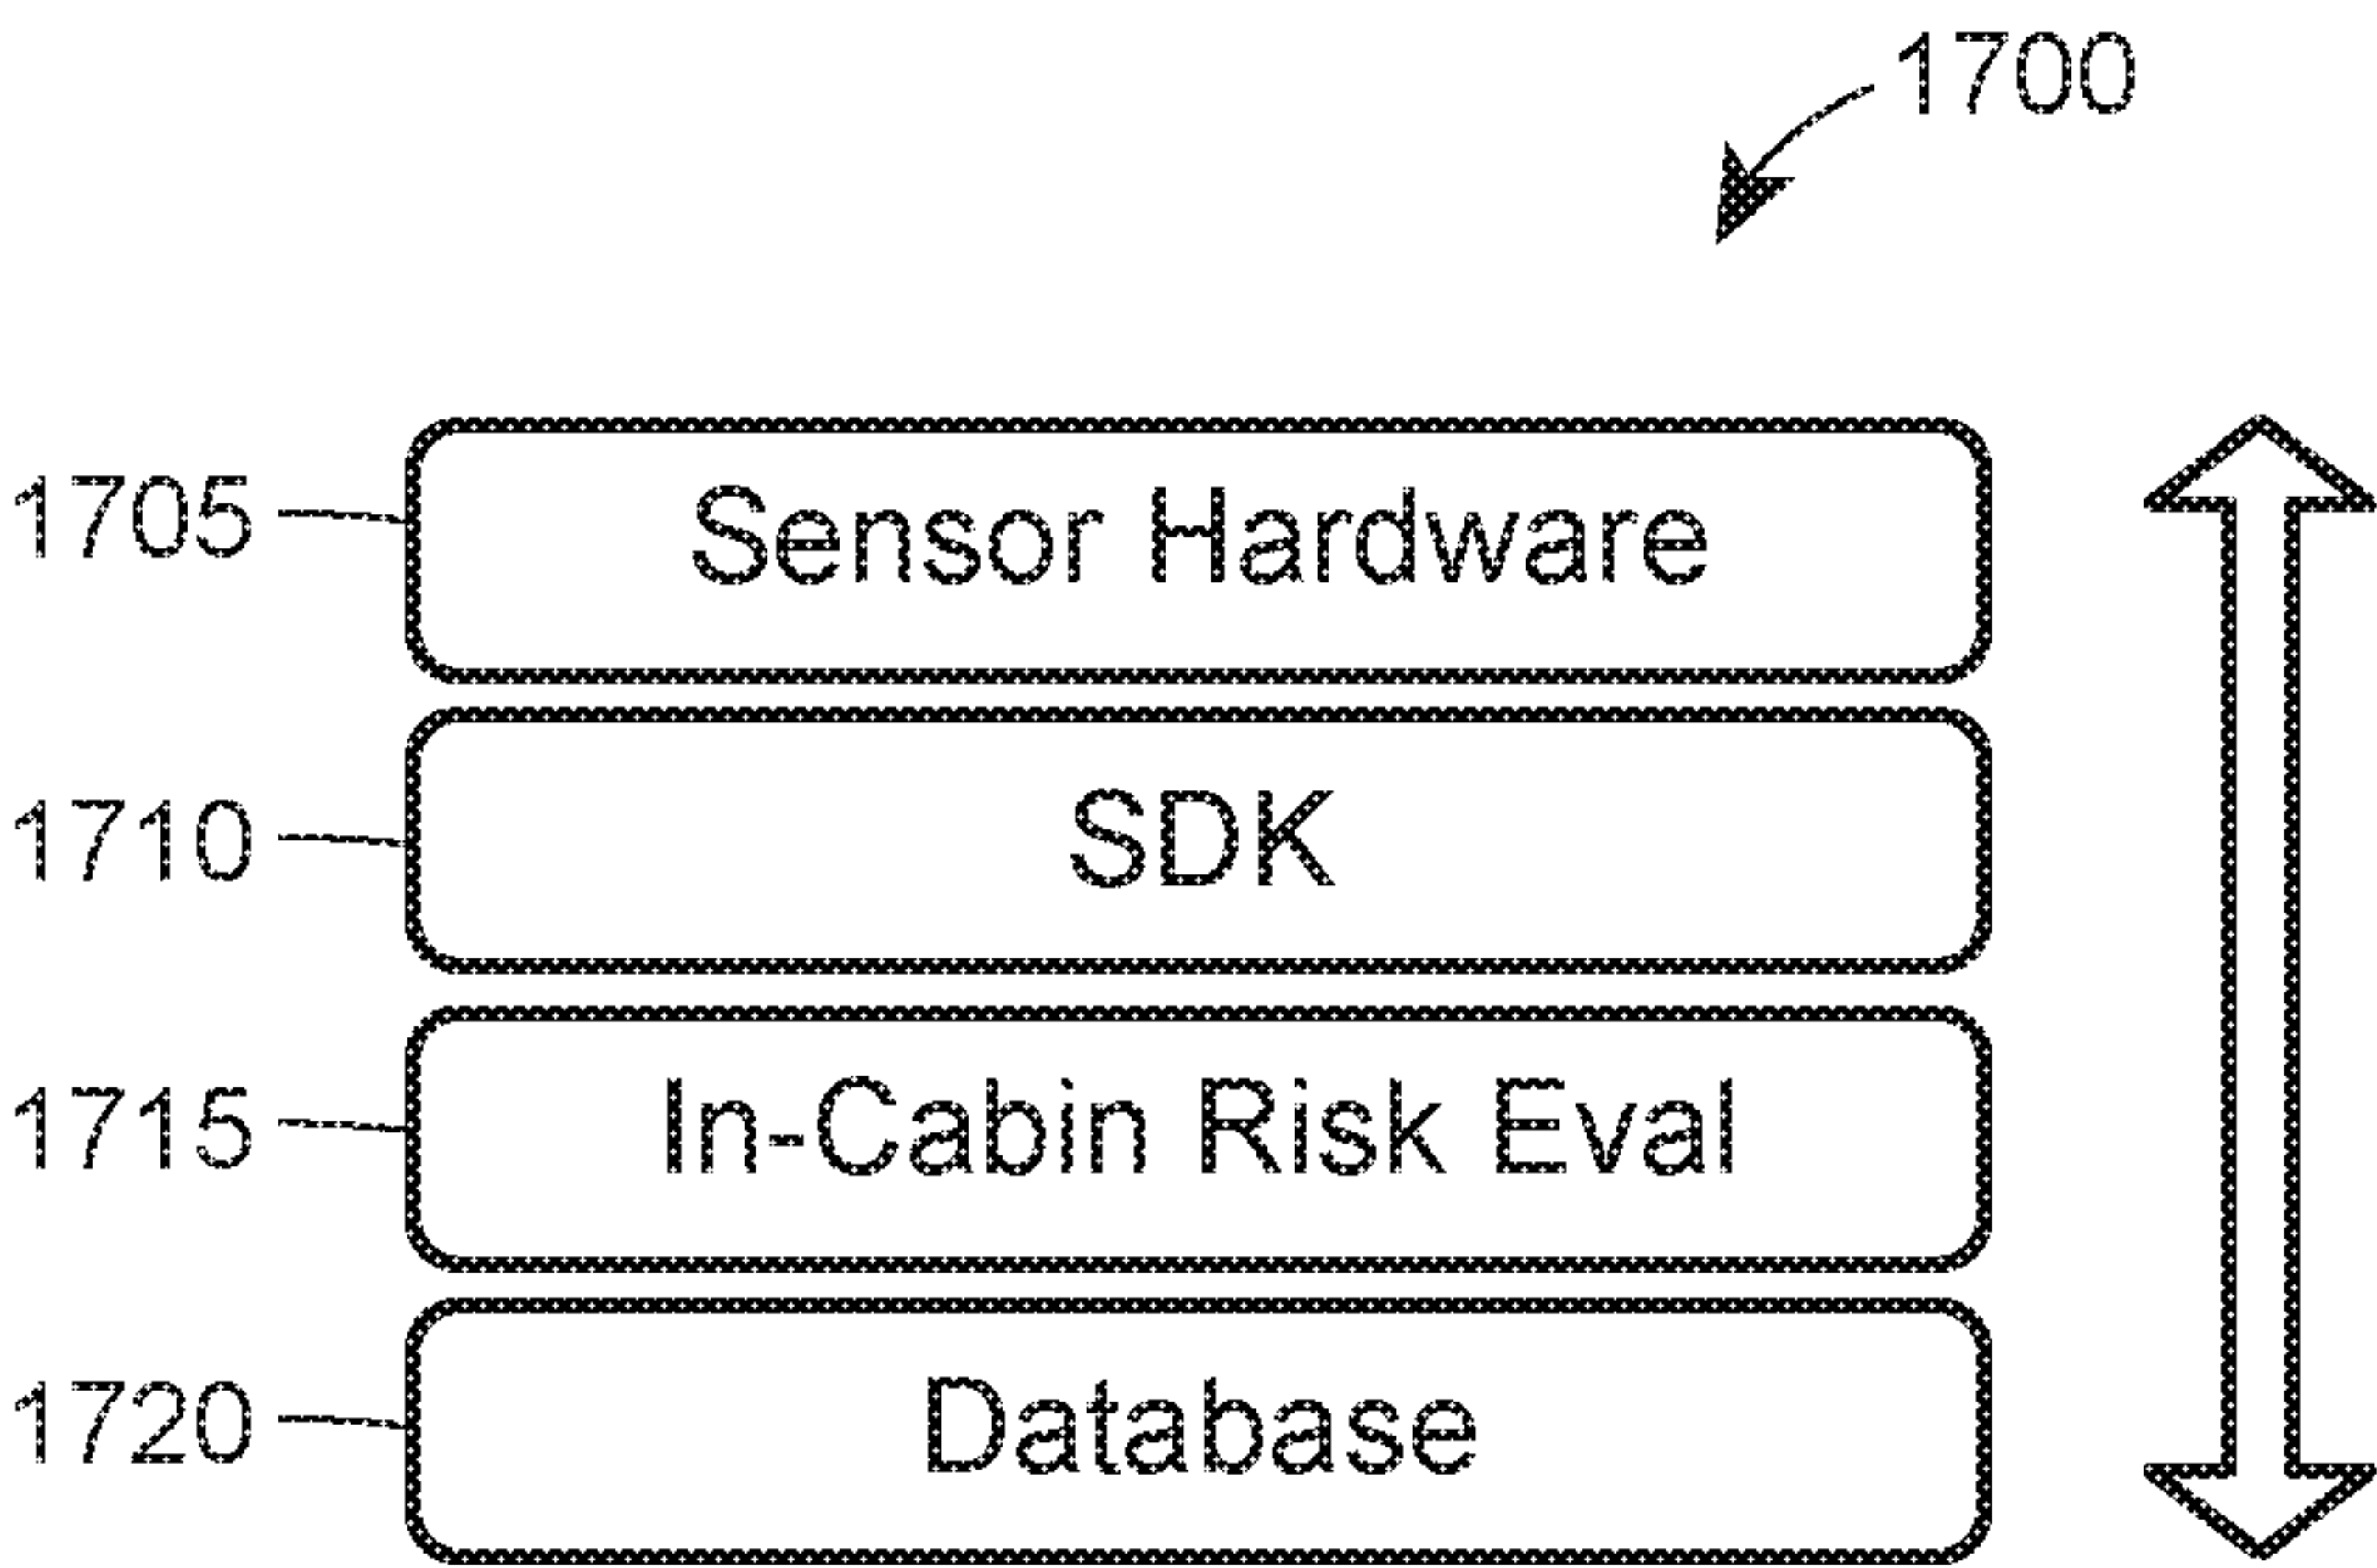 1700
1705 Sensor Hardware
1710 SDK
1715 In-Cabin Risk Eval
1720 Database